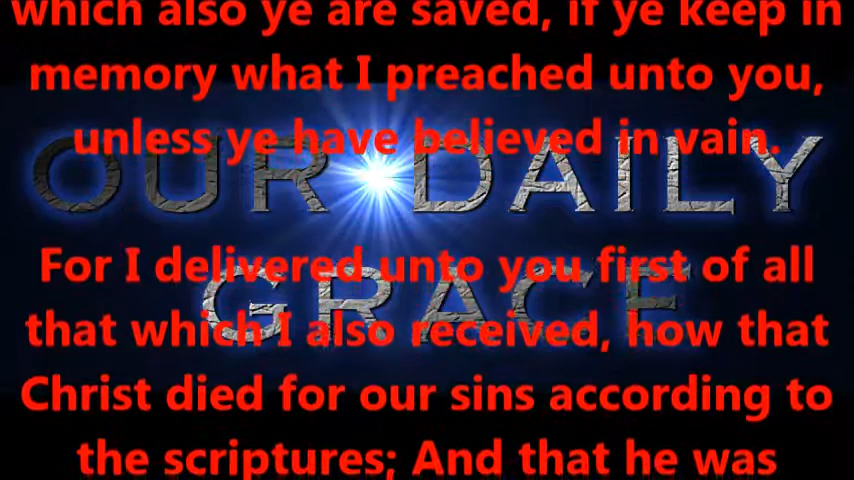 which also ye are saved, if ye keep in
memory what I preached unto you,
unless ye have believed in vain.
OUR DAILY
For I delivered unto you first of all
GRACE
that which I also received, how that
Christ died for our sins according to
the scriptures; And that he was